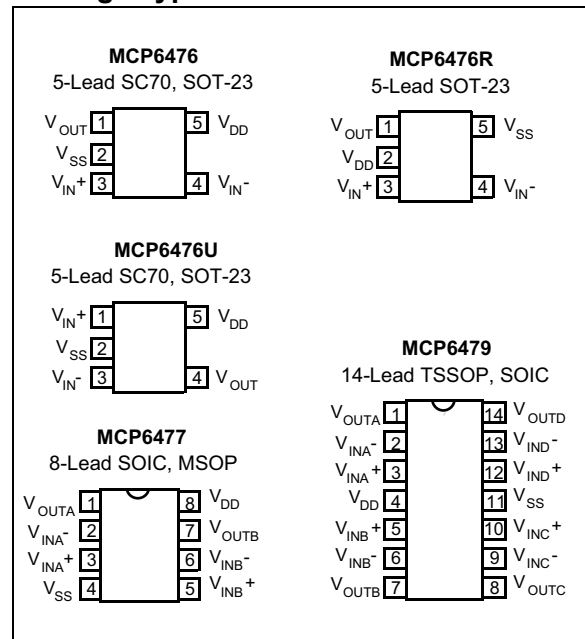 MCP6476
5-Lead SC70, SOT-23
VOUT 1 5 VDD
VSS 2
VIN+ 3 4 VIN-
MCP6476R
5-Lead SOT-23
VOUT 1 5 VSS
VDD 2
VIN+ 3 4 VIN-
MCP6476U
5-Lead SC70, SOT-23
VIN+ 1 5 VDD
VSS 2
VIN- 3 4 VOUT
MCP6477
8-Lead SOIC, MSOP
VOUTA 1 8 VDD
VINA- 2 7 VOUTB
VINA+ 3 6 VINB-
VSS 4 5 VINB+
MCP6479
14-Lead TSSOP, SOIC
VOUTA 1 14 VOUTD
VINA- 2 13 VIND-
VINA+ 3 12 VIND+
VDD 4 11 VSS
VINB+ 5 10 VINC+
VINB- 6 9 VINC-
VOUTB 7 8 VOUTC